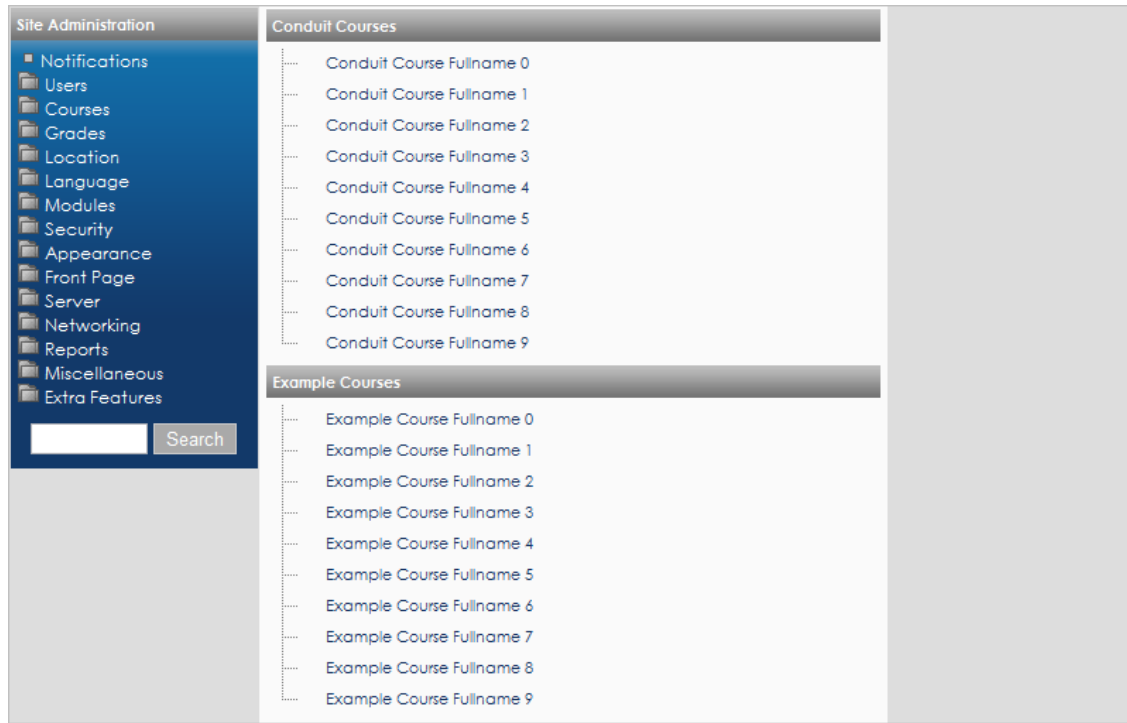 Site Administration
Notifications
Users
Courses
Grades
Location
Language
Modules
Security
Appearance
Front Page
Server
Networking
Reports
Miscellaneous
Extra Features
Search
Conduit Courses
Conduit Course Fullname 0
Conduit Course Fullname 1
Conduit Course Fullname 2
Conduit Course Fullname 3
Conduit Course Fullname 4
Conduit Course Fullname 5
Conduit Course Fullname 6
Conduit Course Fullname 7
Conduit Course Fullname 8
Conduit Course Fullname 9
Example Courses
Example Course Fullname 0
Example Course Fullname 1
Example Course Fullname 2
Example Course Fullname 3
Example Course Fullname 4
Example Course Fullname 5
Example Course Fullname 6
Example Course Fullname 7
Example Course Fullname 8
Example Course Fullname 9